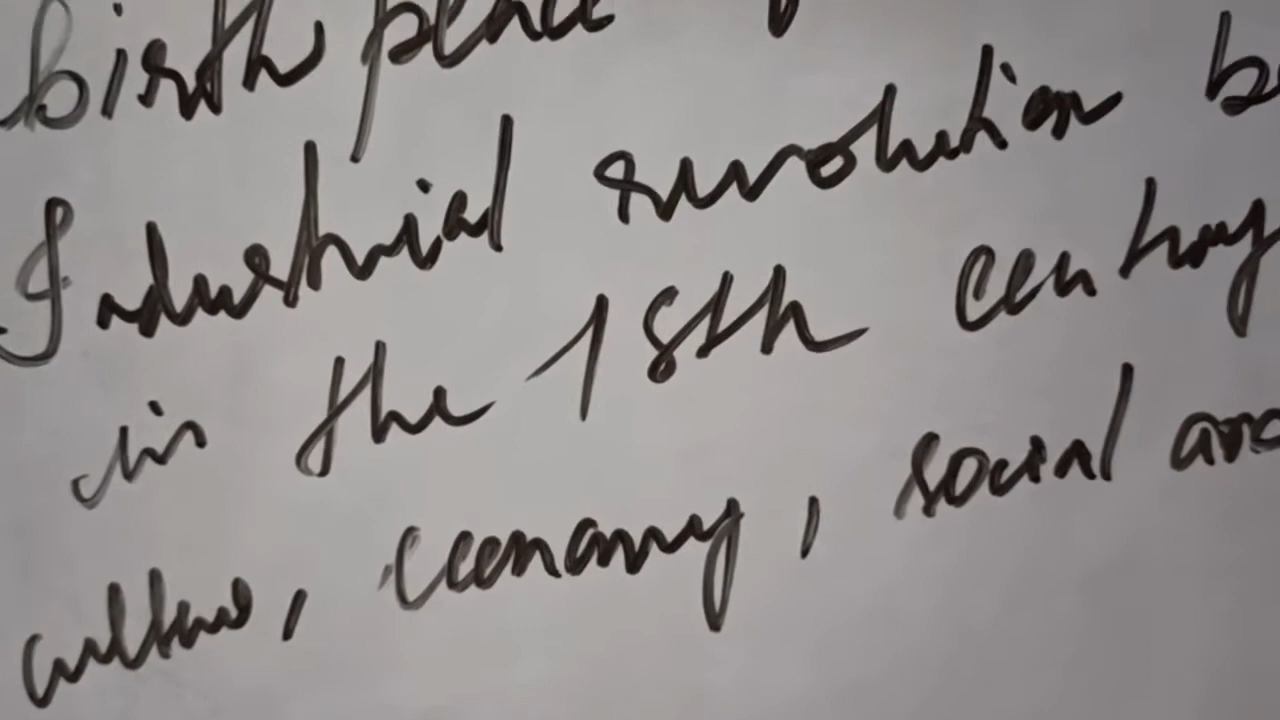 birth place
Industrial revolution
in the 18th century
culture, economy, social